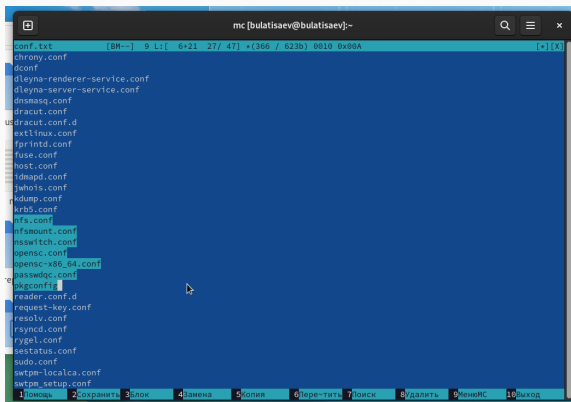 mc [bulatisaev@bulatisaev]:~
conf.txt [BM--] 9 L:[ 6+21 27/ 47] *(366 / 623b) 0010 0x00A [*][X]
chrony.conf
dconf
dleyna-renderer-service.conf
dleyna-server-service.conf
dnsmasq.conf
dracut.conf
dracut.conf.d
extlinux.conf
fprintd.conf
fuse.conf
host.conf
idmapd.conf
jwhois.conf
kdump.conf
krb5.conf
nfs.conf
nfsmount.conf
nsswitch.conf
opensc.conf
opensc-x86_64.conf
passwdqc.conf
pkgconfig
reader.conf.d
request-key.conf
resolv.conf
rsyncd.conf
rygel.conf
sestatus.conf
sudo.conf
swtpm-localca.conf
swtpm_setup.conf
1Помощь 2Сохранить 3Блок 4Замена 5Копия 6Пере~тить 7Поиск 8Удалить 9МенюMC 10Выход